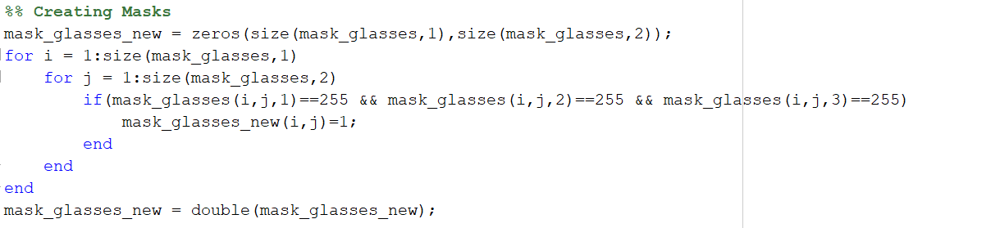 %% Creating Masks
mask_glasses_new = zeros(size(mask_glasses,1),size(mask_glasses,2));
for i = 1:size(mask_glasses,1)
    for j = 1:size(mask_glasses,2)
        if(mask_glasses(i,j,1)==255 && mask_glasses(i,j,2)==255 && mask_glasses(i,j,3)==255)
            mask_glasses_new(i,j)=1;
        end
    end
end
mask_glasses_new = double(mask_glasses_new);